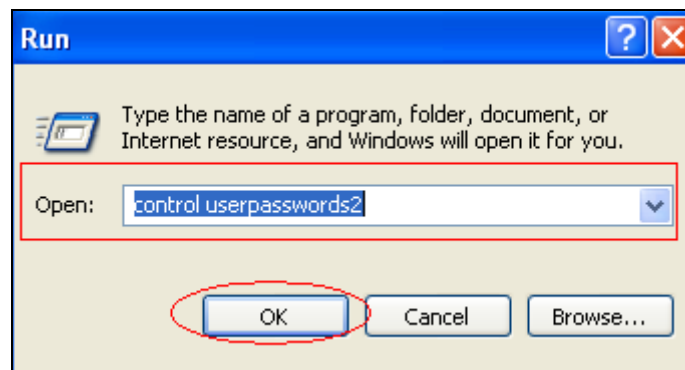 Run
Type the name of a program, folder, document, or
Internet resource, and Windows will open it for you.
Open: control userpasswords2
OK Cancel Browse...